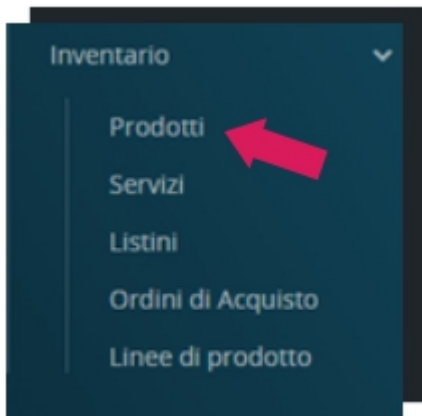 Inventario
Prodotti
Servizi
Listini
Ordini di Acquisto
Linee di prodotto